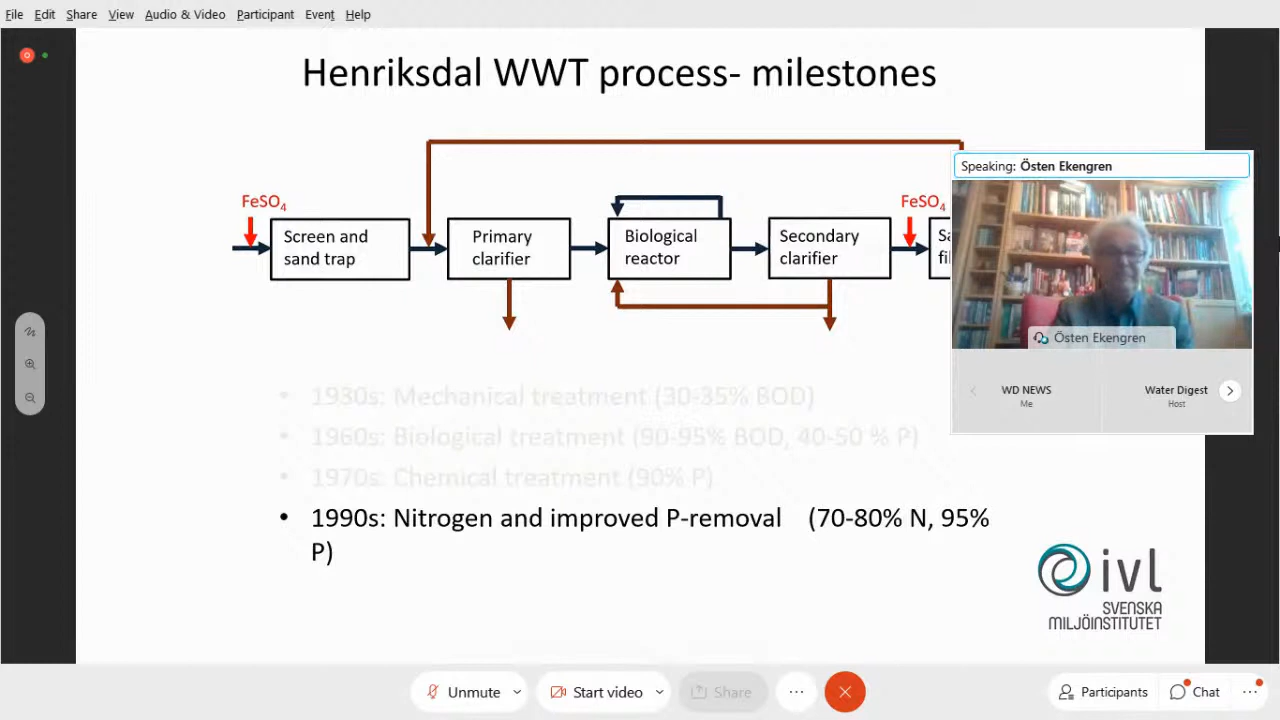 File Edit Share View Audio & Video Participant Event Help
Henriksdal WWT process- milestones
Speaking: Östen Ekengren
FeSO4
FeSO4
Screen and
sand trap
Primary
clarifier
Biological
reactor
Secondary
clarifier
Sa
fil
Östen Ekengren
WD NEWS
Me
Water Digest
Host
• 1930s: Mechanical treatment (30-35% BOD)
• 1960s: Biological treatment (90-95% BOD, 40-50 % P)
• 1970s: Chemical treatment (90% P)
• 1990s: Nitrogen and improved P-removal (70-80% N, 95%
P)
ivl
SVENSKA
MILJÖINSTITUTET
Unmute
Start video
Share
Participants
Chat